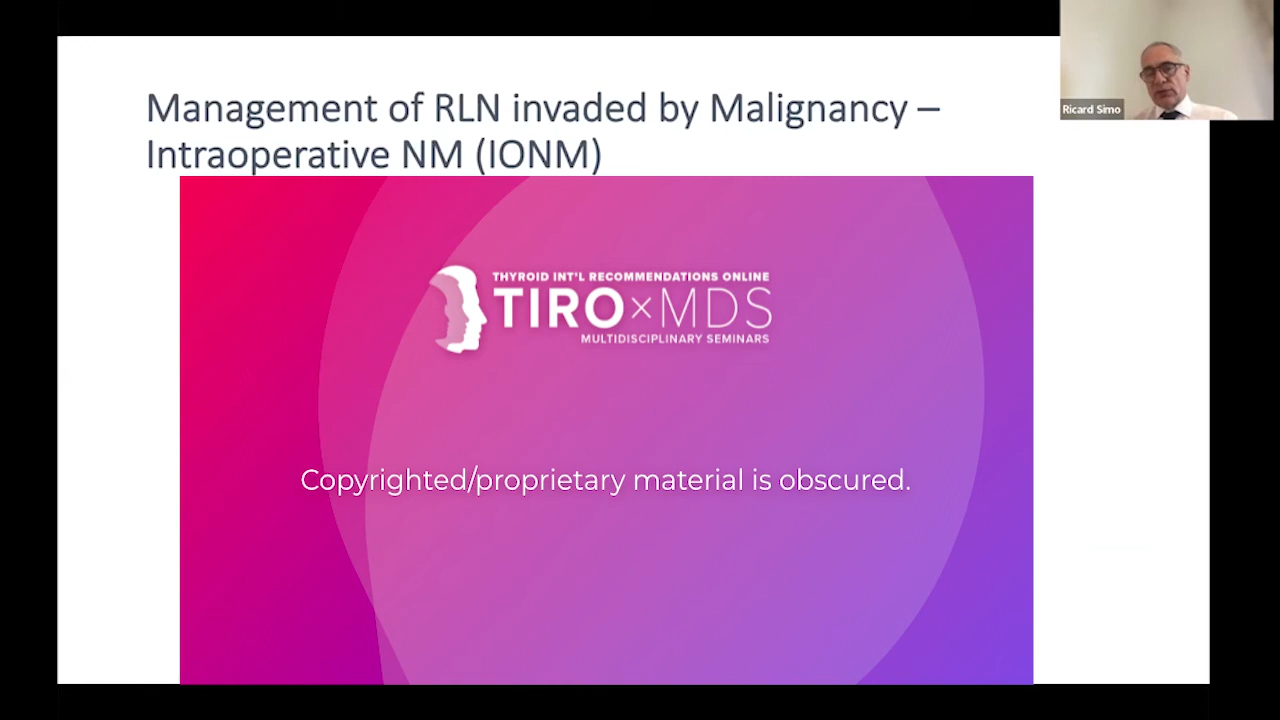 Management of RLN invaded by Malignancy –
Intraoperative NM (IONM)
Ricard Simo
THYROID INT'L RECOMMENDATIONS ONLINE
TIRO×MDS
MULTIDISCIPLINARY SEMINARS
Copyrighted/proprietary material is obscured.